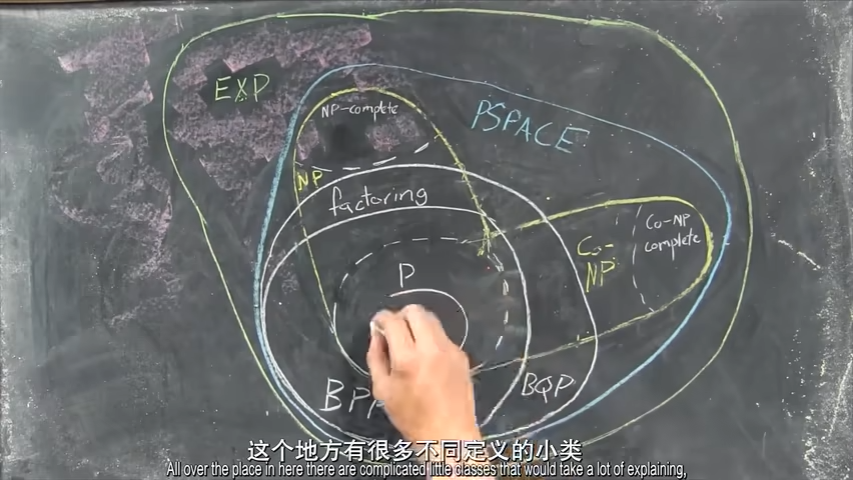 EXP
NP-complete
PSPACE
NP
factoring
Co-NP
complete
Co-
NP
P
BPP
BQP
这个地方有很多不同定义的小类
All over the place in here there are complicated little classes that would take a lot of explaining,